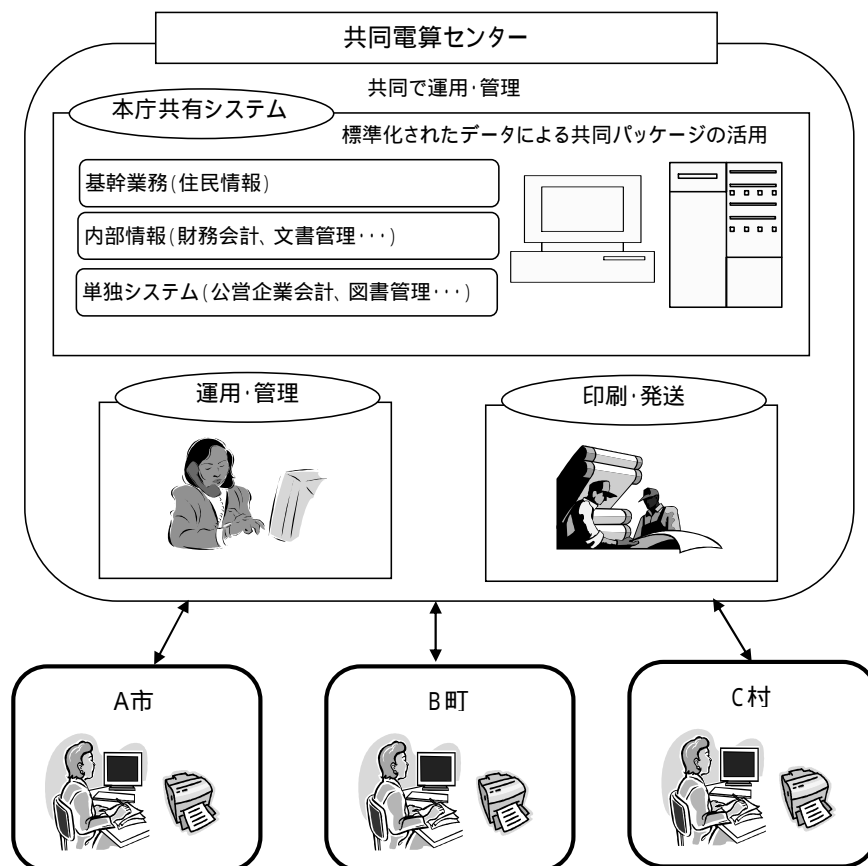 共同電算センター
共同で運用･管理
本庁共有システム
標準化されたデータによる共同パッケージの活用
基幹業務(住民情報)
内部情報(財務会計、文書管理･･･)
単独システム(公営企業会計、図書管理･･･)
運用･管理
印刷･発送
A市
B町
C村